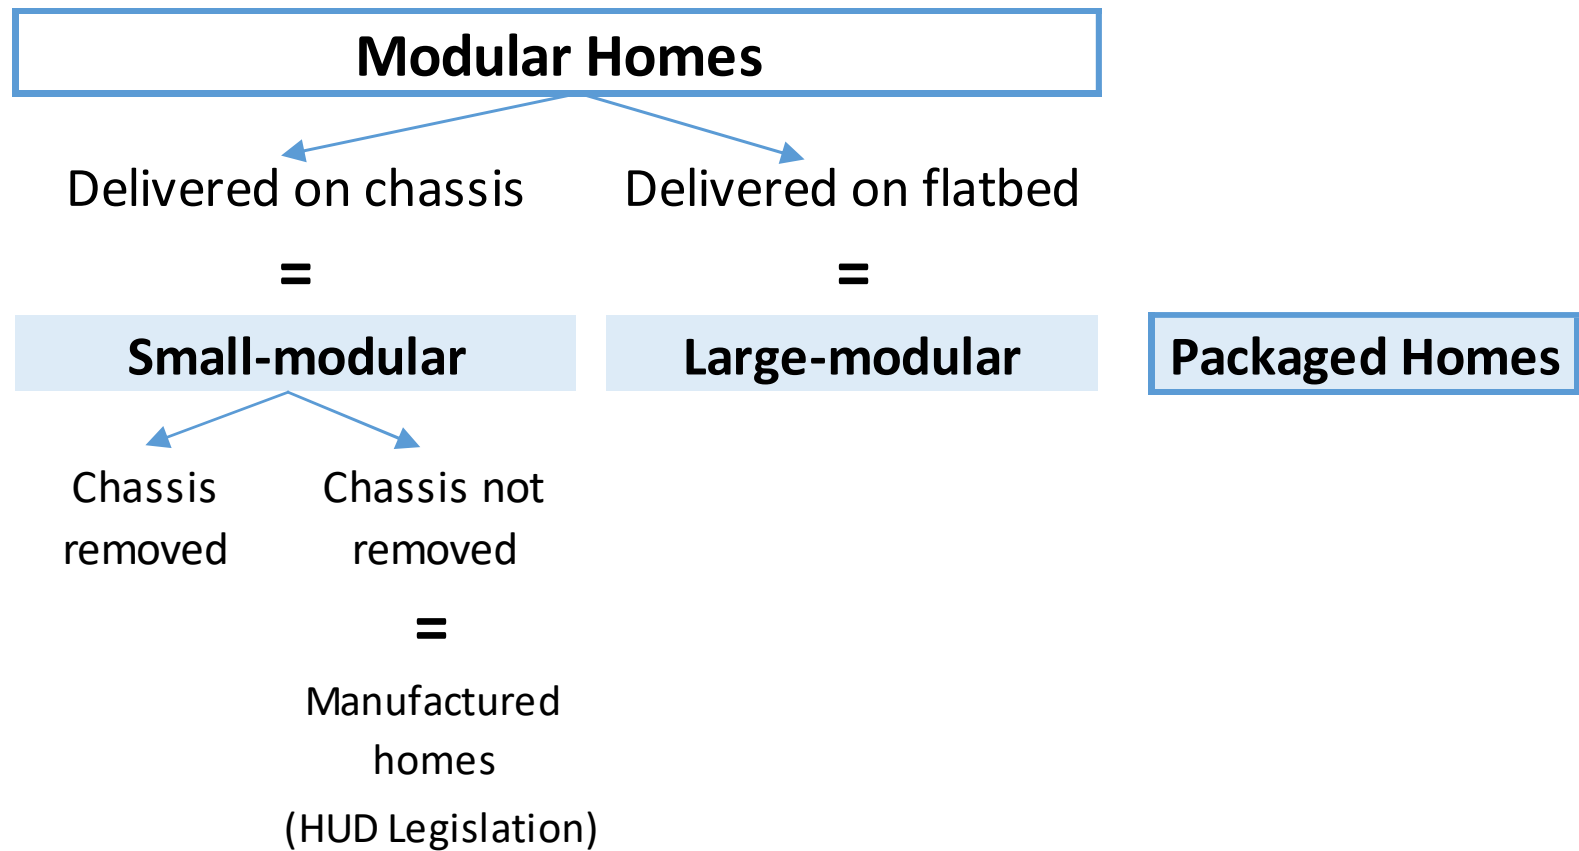 Modular Homes
Delivered on chassis
Delivered on flatbed
=
=
Small-modular
Large-modular
Packaged Homes
Chassis
removed
Chassis not
removed
=
Manufactured
homes
(HUD Legislation)